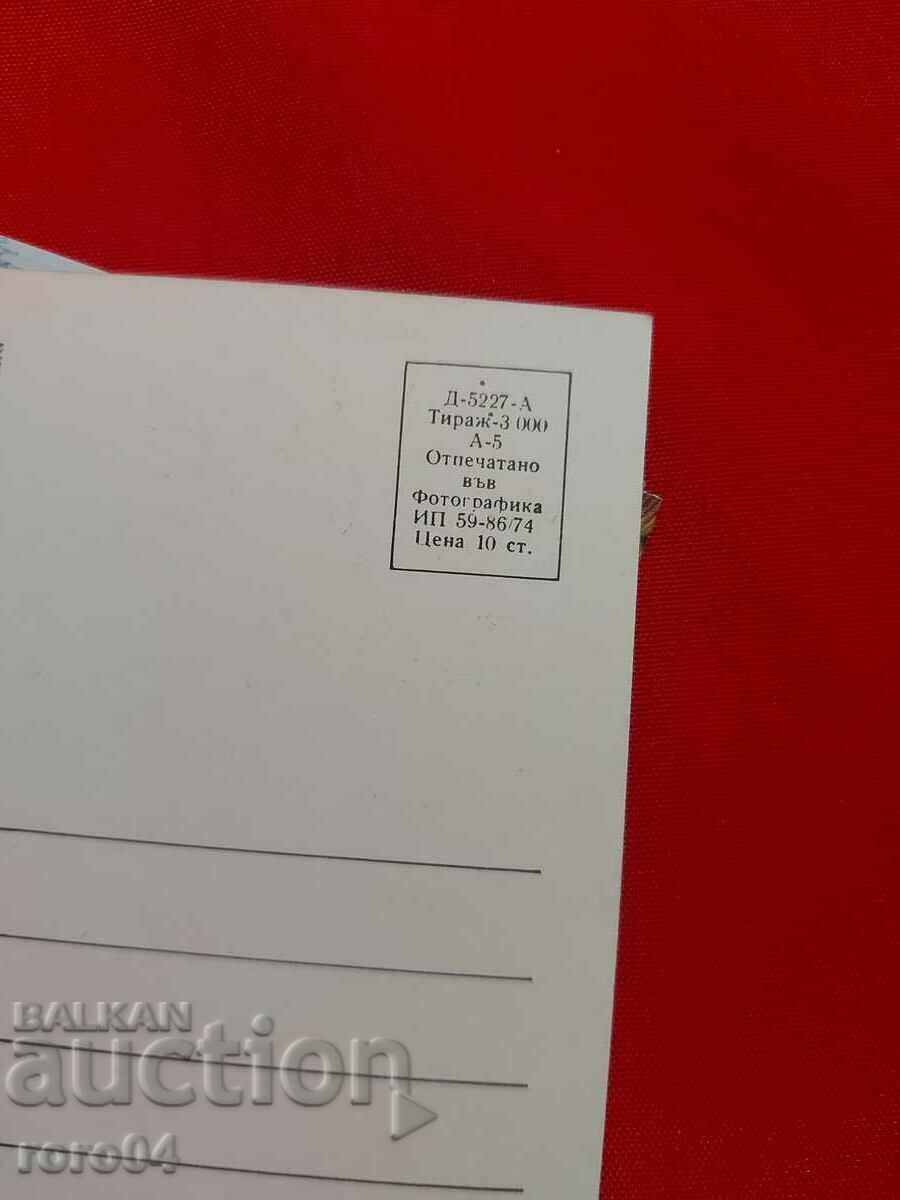 Д-5227-А
Тираж-3 000
А-5
Отпечатано
във
Фотографика
ИП 59-86/74
Цена 10 ст.
BALKAN
auction
roro04